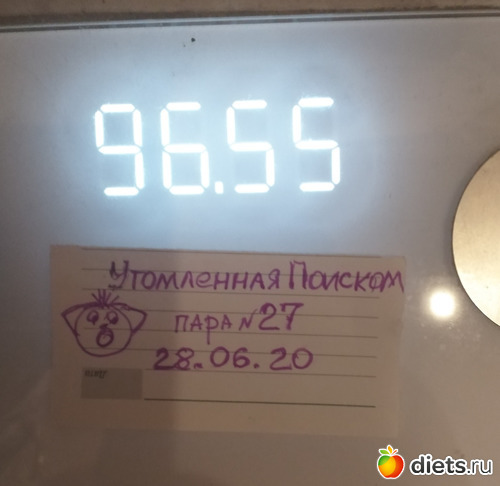 96.55
Утомленная Поиском
ПАРА №27
28.06.20
diets.ru